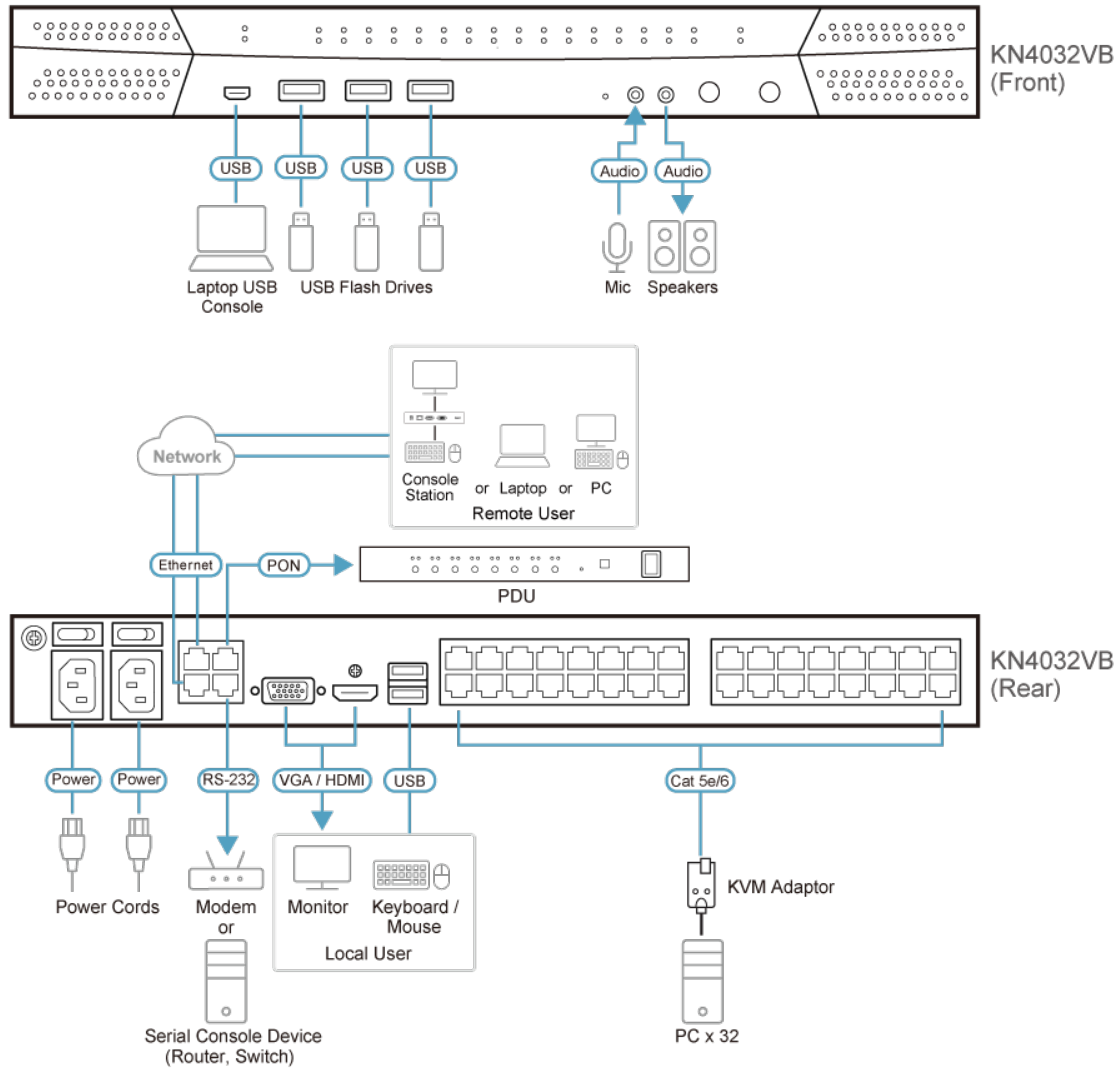 KN4032VB
(Front)
USB
USB
USB
USB
Audio
Audio
Laptop USB
Console
USB Flash Drives
Mic
Speakers
Network
Console
Station
or
Laptop
or
PC
Remote User
Ethernet
PON
PDU
KN4032VB
(Rear)
Power
Power
RS-232
VGA / HDMI
USB
Cat 5e/6
Power Cords
Modem
or
Serial Console Device
(Router, Switch)
Monitor
Keyboard /
Mouse
Local User
KVM Adaptor
PC x 32